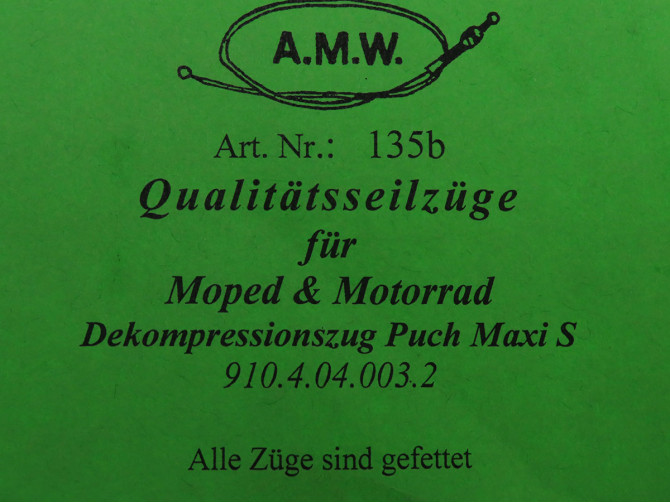 A.M.W.
Art. Nr.: 135b
Qualitätsseilzüge
für
Moped & Motorrad
Dekompressionszug Puch Maxi S
910.4.04.003.2
Alle Züge sind gefettet